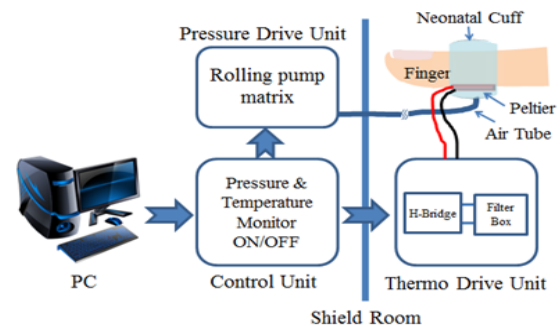 Neonatal Cuff
Pressure Drive Unit
Rolling pump
matrix
Finger
Peltier
Air Tube
Pressure &
Temperature
Monitor
ON/OFF
H-Bridge
Filter
Box
PC
Control Unit
Thermo Drive Unit
Shield Room